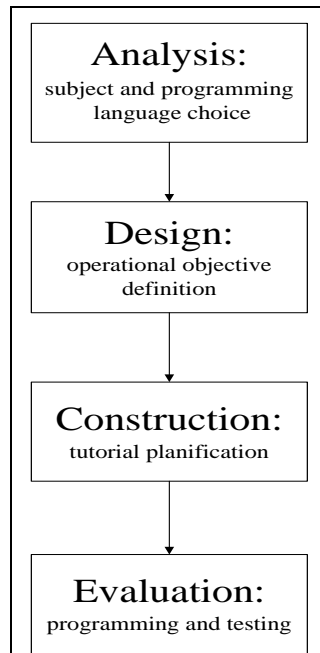 Analysis:
subject and programming
language choice
Design:
operational objective
definition
Construction:
tutorial planification
Evaluation:
programming and testing